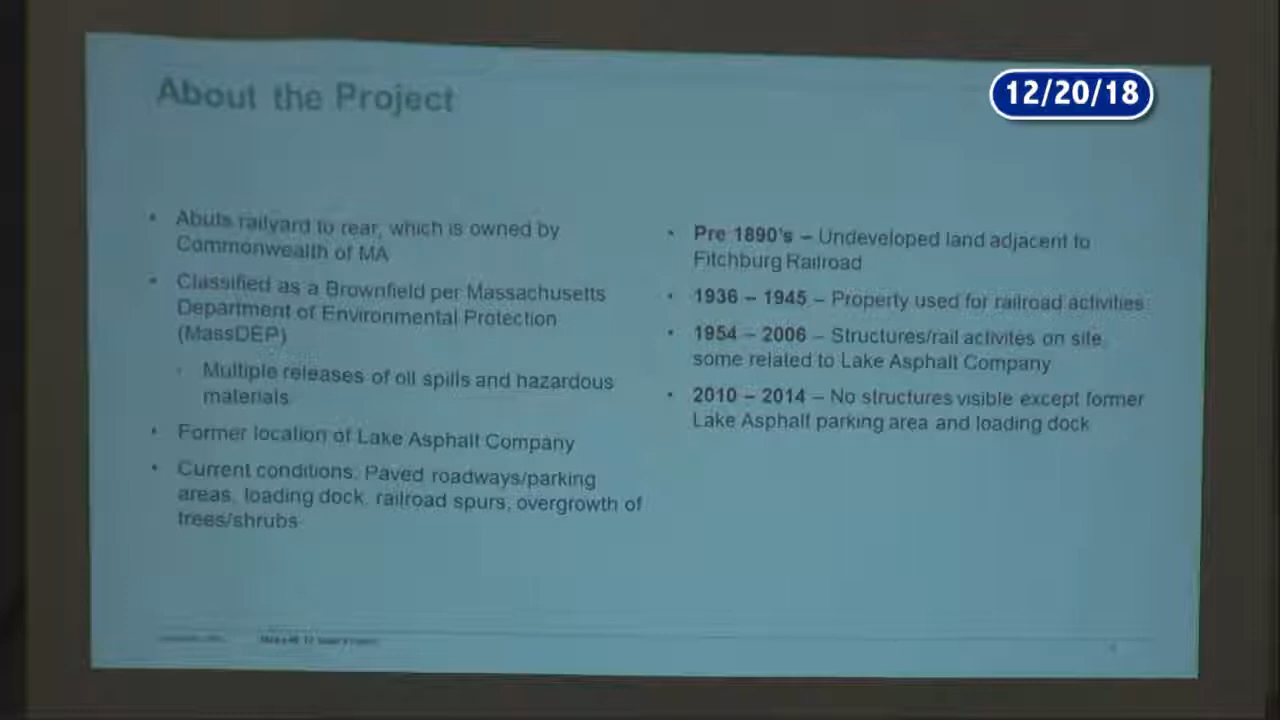 About the Project
12/20/18
• Abuts railyard to rear, which is owned by
Commonwealth of MA
• Classified as a Brownfield per Massachusetts
Department of Environmental Protection
(MassDEP)
Multiple releases of oil spills and hazardous
materials
• Former location of Lake Asphalt Company
• Current conditions: Paved roadways/parking
areas, loading dock, railroad spurs, overgrowth of
trees/shrubs
• Pre 1890's – Undeveloped land adjacent to
Fitchburg Railroad
• 1936 – 1945 – Property used for railroad activities
• 1954 – 2006 – Structures/rail activites on site,
some related to Lake Asphalt Company
• 2010 – 2014 – No structures visible except former
Lake Asphalt parking area and loading dock